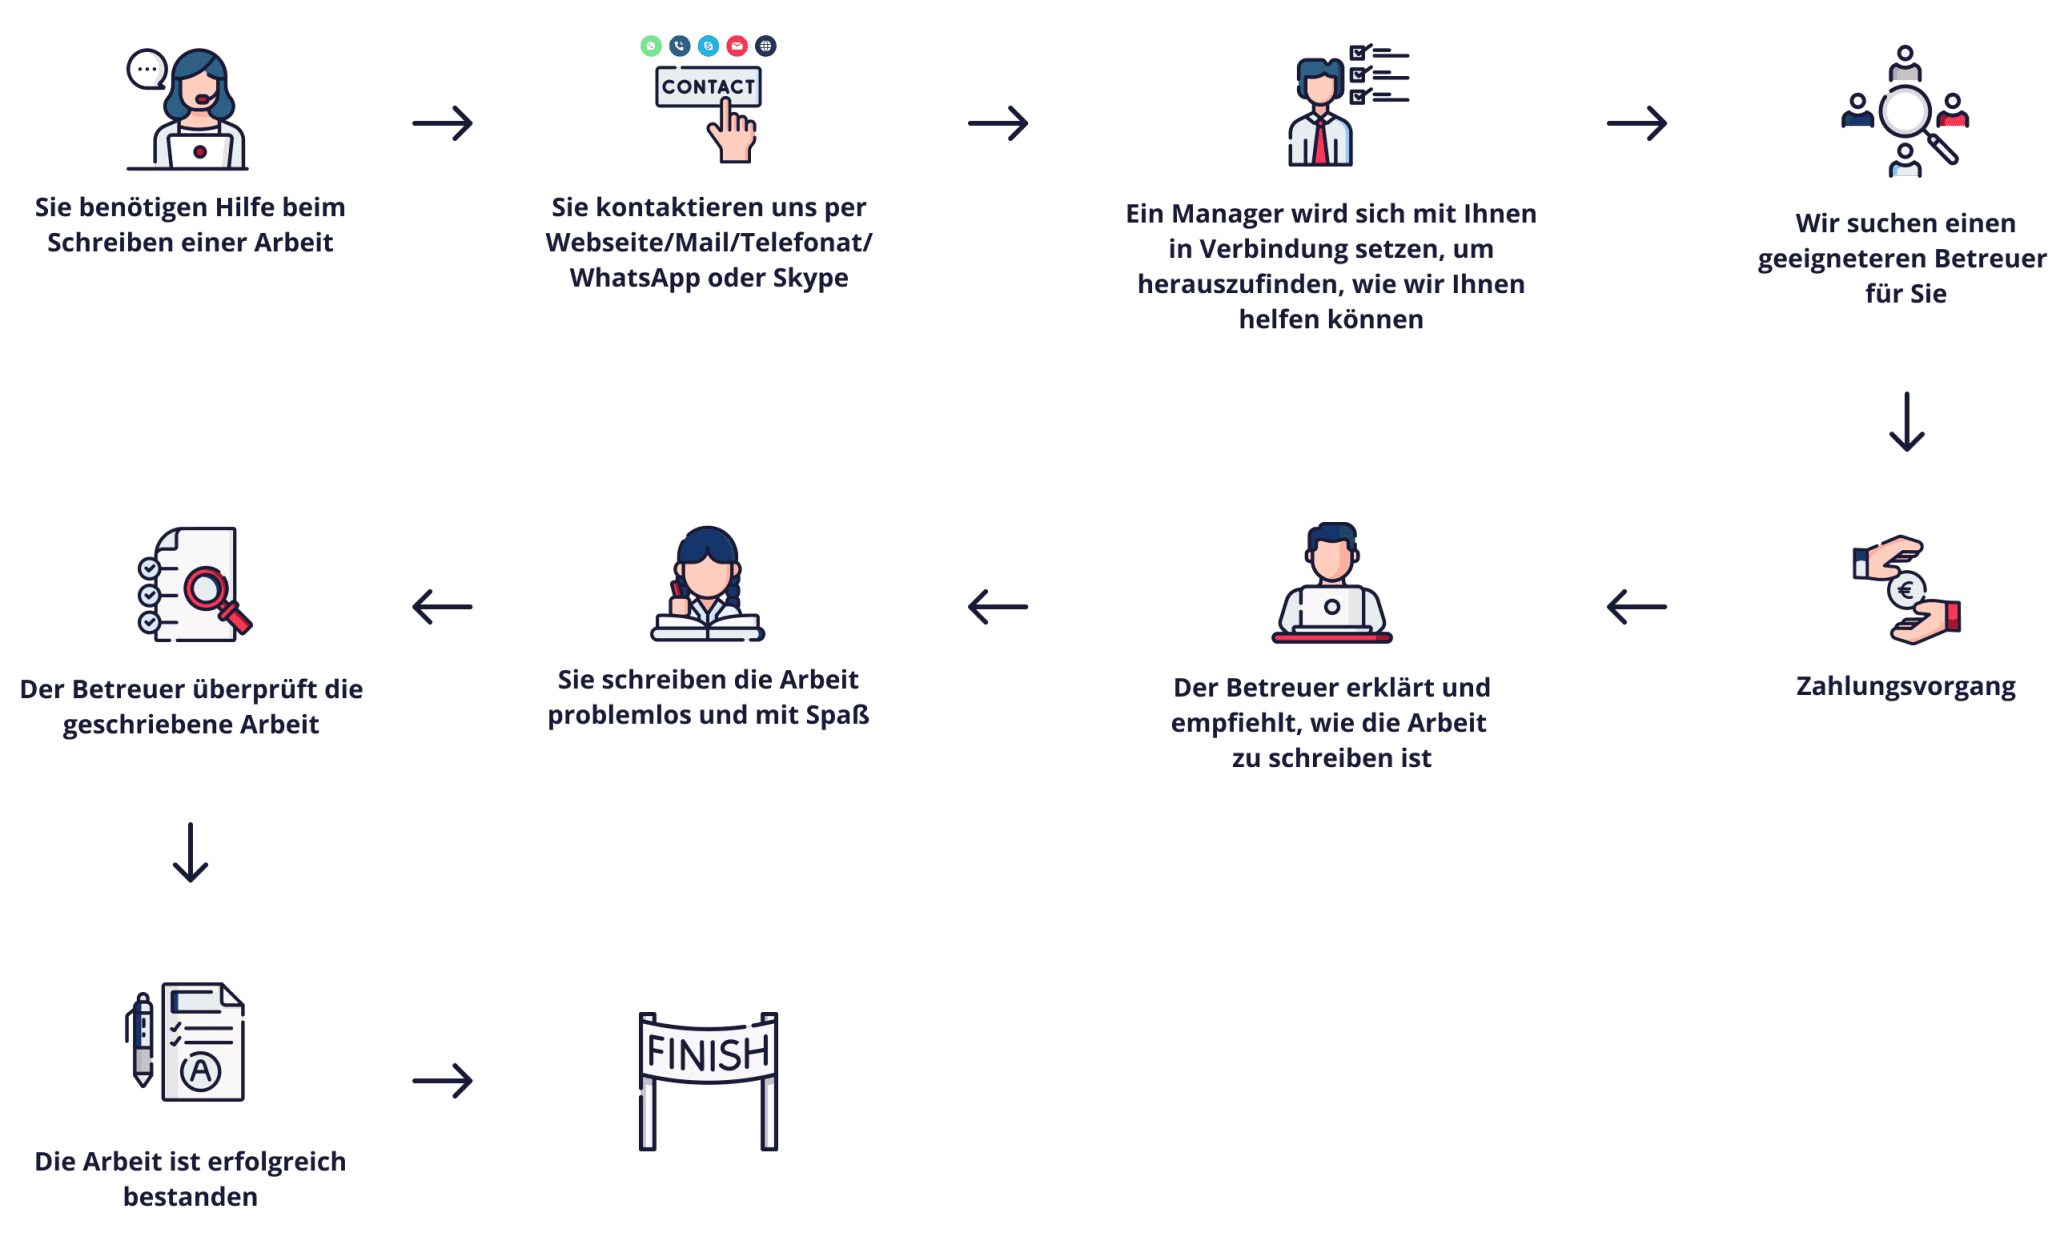 CONTACT
Sie benötigen Hilfe beim
Schreiben einer Arbeit
Sie kontaktieren uns per
Webseite/Mail/Telefonat/
WhatsApp oder Skype
Ein Manager wird sich mit Ihnen
in Verbindung setzen, um
herauszufinden, wie wir Ihnen
helfen können
Wir suchen einen
geeigneteren Betreuer
für Sie
Zahlungsvorgang
€
Der Betreuer erklärt und
empfiehlt, wie die Arbeit
zu schreiben ist
Sie schreiben die Arbeit
problemlos und mit Spaß
Der Betreuer überprüft die
geschriebene Arbeit
A
Die Arbeit ist erfolgreich
bestanden
FINISH